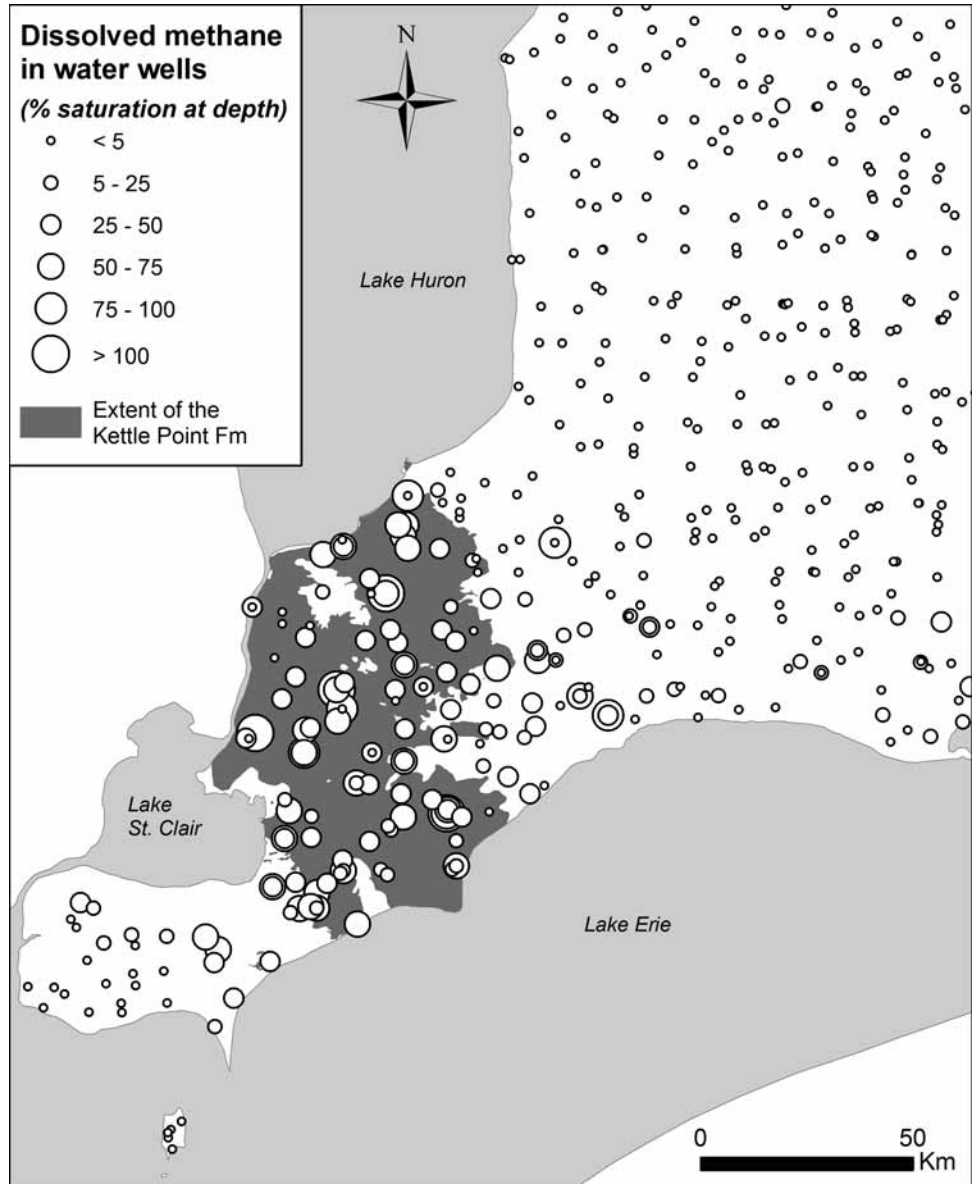 Dissolved methane
in water wells
(% saturation at depth)
< 5
5 - 25
25 - 50
50 - 75
75 - 100
> 100
Extent of the
Kettle Point Fm
N
Lake Huron
Lake
St. Clair
Lake Erie
0 50
Km